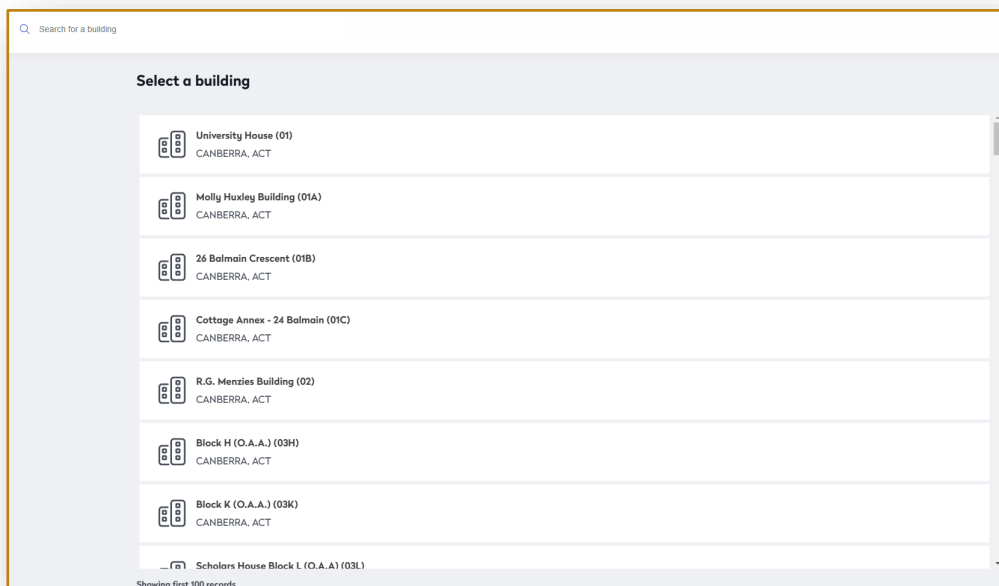 Search for a building
Select a building
University House (01)
CANBERRA, ACT
Molly Huxley Building (01A)
CANBERRA, ACT
26 Balmain Crescent (01B)
CANBERRA, ACT
Cottage Annex - 24 Balmain (01C)
CANBERRA, ACT
R.G. Menzies Building (02)
CANBERRA, ACT
Block H (O.A.A.) (03H)
CANBERRA, ACT
Block K (O.A.A.) (03K)
CANBERRA, ACT
Scholars House Block L (O.A.A) (03L)
Showing first 100 records